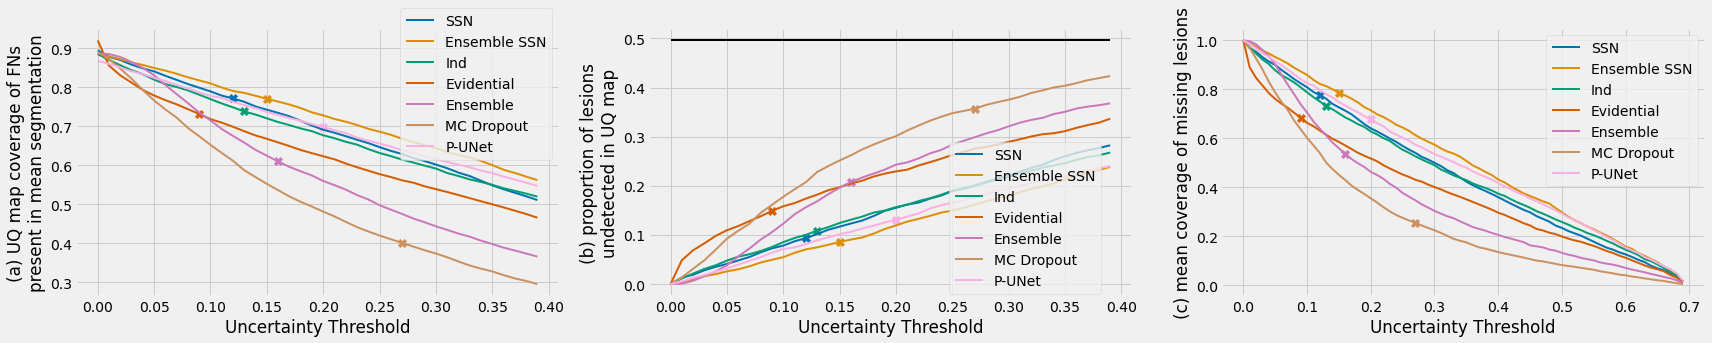 (a) UQ map coverage of FNs
present in mean segmentation
0.9
0.8
0.7
0.6
0.5
0.4
0.3
0.00 0.05 0.10 0.15 0.20 0.25 0.30 0.35 0.40
Uncertainty Threshold
SSN
Ensemble SSN
Ind
Evidential
Ensemble
MC Dropout
P-UNet
(b) proportion of lesions
undetected in UQ map
0.5
0.4
0.3
0.2
0.1
0.0
0.00 0.05 0.10 0.15 0.20 0.25 0.30 0.35 0.40
Uncertainty Threshold
SSN
Ensemble SSN
Ind
Evidential
Ensemble
MC Dropout
P-UNet
(c) mean coverage of missing lesions
1.0
0.8
0.6
0.4
0.2
0.0
0.0 0.1 0.2 0.3 0.4 0.5 0.6 0.7
Uncertainty Threshold
SSN
Ensemble SSN
Ind
Evidential
Ensemble
MC Dropout
P-UNet